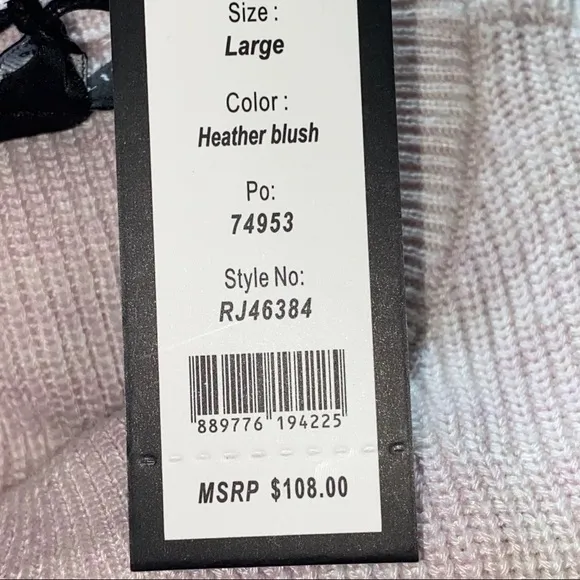 Size :
Large
Color :
Heather blush
Po:
74953
Style No:
RJ46384
889776 194225
MSRP $108.00